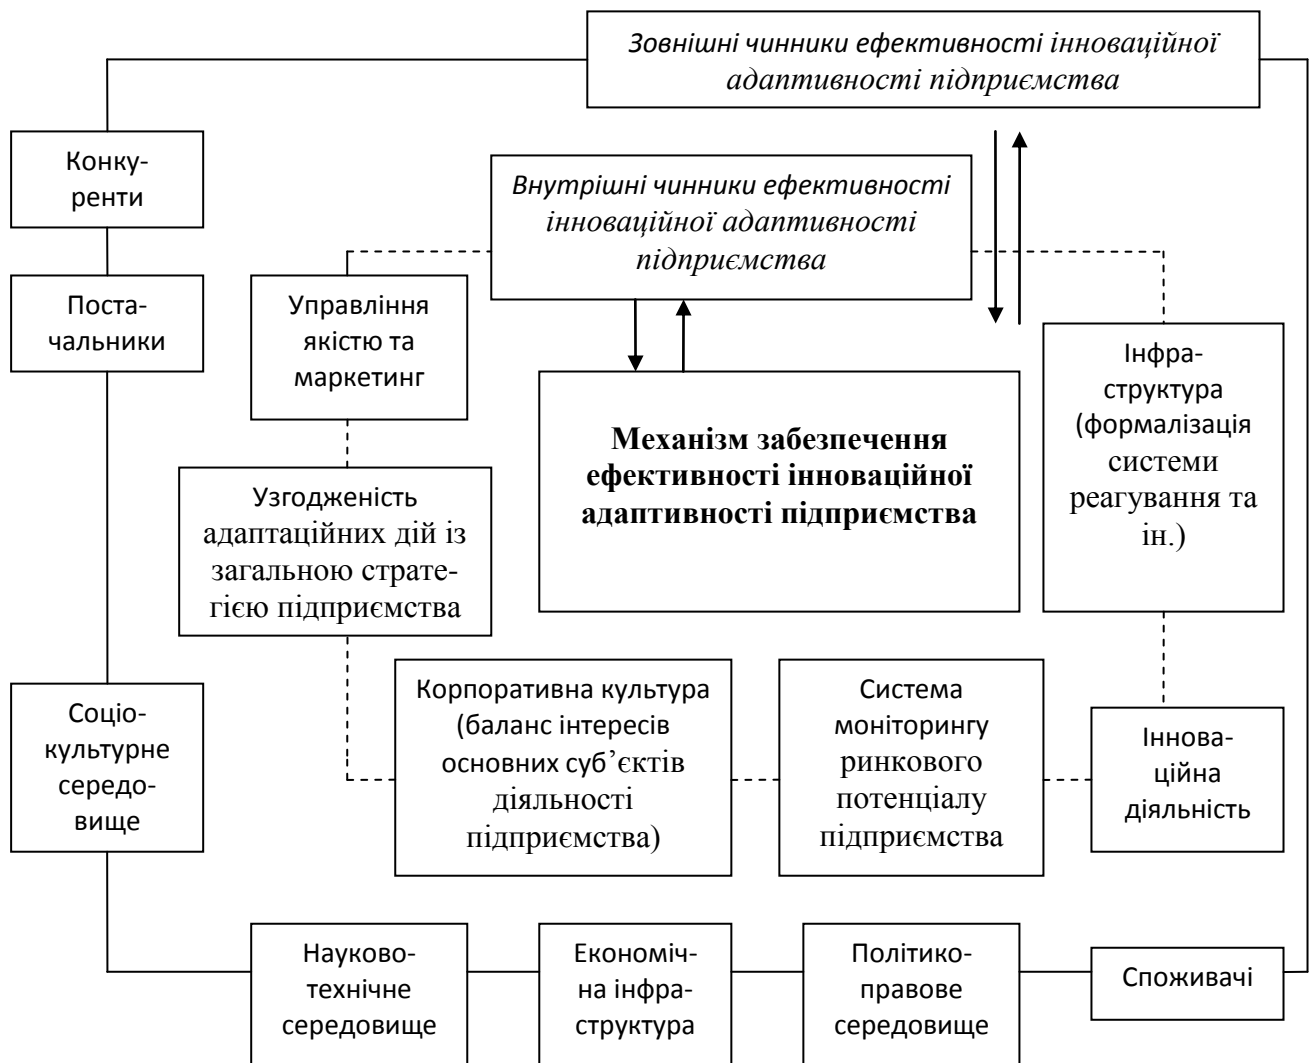 Зовнішні чинники ефективності інноваційної
адаптивності підприємства
Конку-
ренти
Внутрішні чинники ефективності
інноваційної адаптивності
підприємства
Поста-
чальники
Управління
якістю та
маркетинг
Інфра-
структура
(формалізація
системи
реагування та
ін.)
Механізм забезпечення
ефективності інноваційної
адаптивності підприємства
Узгодженість
адаптаційних дій із
загальною страте-
гією підприємства
Соціо-
культурне
середо-
вище
Корпоративна культура
(баланс інтересів
основних суб’єктів
діяльності
підприємства)
Система
моніторингу
ринкового
потенціалу
підприємства
Іннова-
ційна
діяльність
Науково-
технічне
середовище
Економіч-
на інфра-
структура
Політико-
правове
середовище
Споживачі